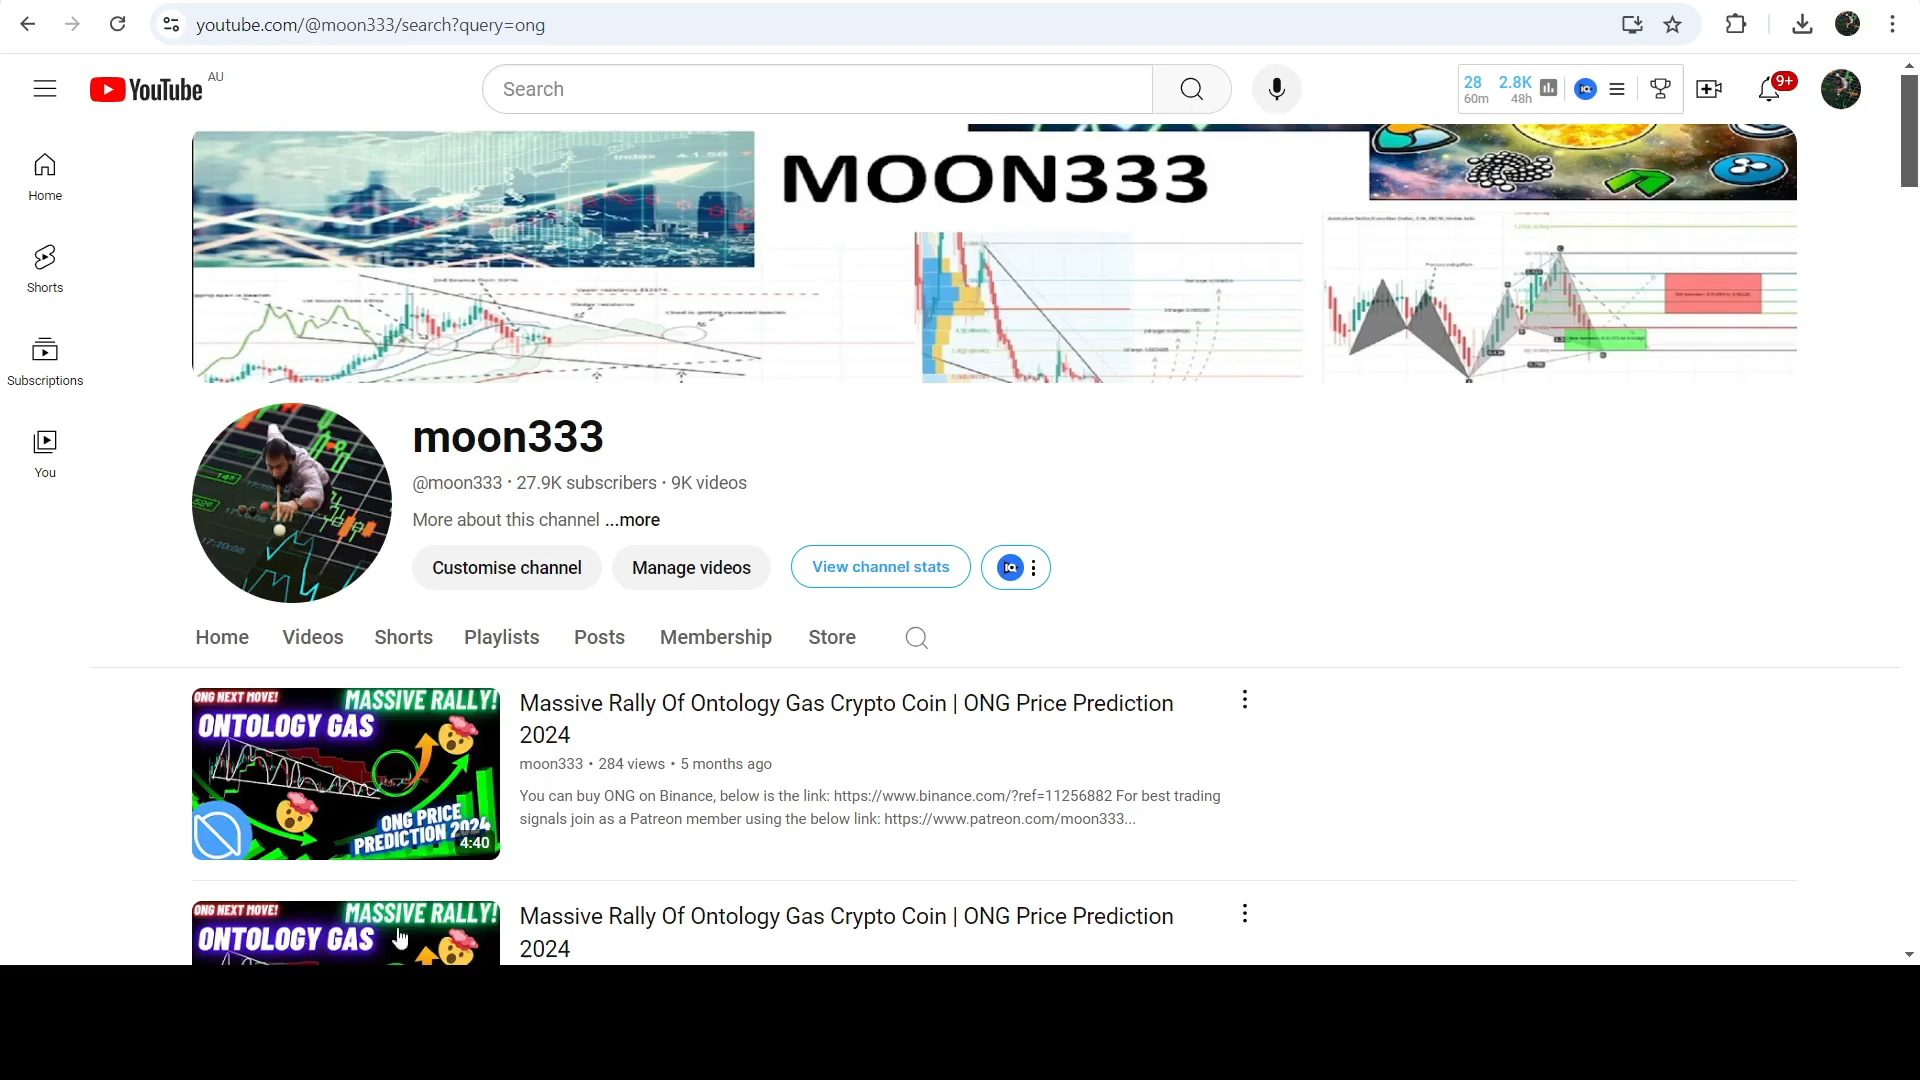 youtube.com/@moon333/search?query=ong
YouTube AU
Search
28 2.8K
60m 48h
9+
Home
Shorts
Subscriptions
You
MOON333
Index
moon333
@moon333 · 27.9K subscribers · 9K videos
More about this channel ...more
Customise channel
Manage videos
View channel stats
Home Videos Shorts Playlists Posts Membership Store
ONG NEXT MOVE! MASSIVE RALLY!
ONTOLOGY GAS
ONG PRICE
PREDICTION 2024
4:40
Massive Rally Of Ontology Gas Crypto Coin | ONG Price Prediction
2024
moon333 • 284 views • 5 months ago
You can buy ONG on Binance, below is the link: https://www.binance.com/?ref=11256882 For best trading
signals join as a Patreon member using the below link: https://www.patreon.com/moon333...
ONG NEXT MOVE! MASSIVE RALLY!
ONTOLOGY GAS
Massive Rally Of Ontology Gas Crypto Coin | ONG Price Prediction
2024